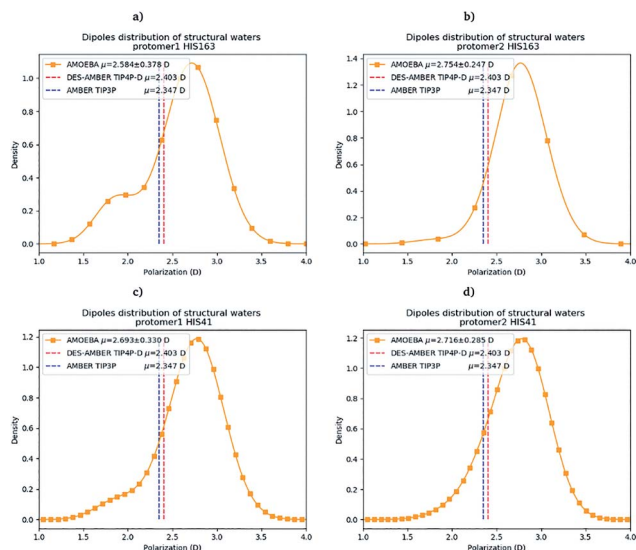 a)
Dipoles distribution of structural waters
protomer1 HIS163
AMOEBA μ=2.584±0.378 D
DES-AMBER TIP4P-D μ=2.403 D
AMBER TIP3P μ=2.347 D
1.0
0.8
0.6
0.4
0.2
0.0
Density
1.0 1.5 2.0 2.5 3.0 3.5 4.0
Polarization (D)
b)
Dipoles distribution of structural waters
protomer2 HIS163
AMOEBA μ=2.754±0.247 D
DES-AMBER TIP4P-D μ=2.403 D
AMBER TIP3P μ=2.347 D
1.4
1.2
1.0
0.8
0.6
0.4
0.2
0.0
Density
1.0 1.5 2.0 2.5 3.0 3.5 4.0
Polarization (D)
c)
Dipoles distribution of structural waters
protomer1 HIS41
AMOEBA μ=2.693±0.330 D
DES-AMBER TIP4P-D μ=2.403 D
AMBER TIP3P μ=2.347 D
1.2
1.0
0.8
0.6
0.4
0.2
0.0
Density
1.0 1.5 2.0 2.5 3.0 3.5 4.0
Polarization (D)
d)
Dipoles distribution of structural waters
protomer2 HIS41
AMOEBA μ=2.716±0.285 D
DES-AMBER TIP4P-D μ=2.403 D
AMBER TIP3P μ=2.347 D
1.2
1.0
0.8
0.6
0.4
0.2
0.0
Density
1.0 1.5 2.0 2.5 3.0 3.5 4.0
Polarization (D)